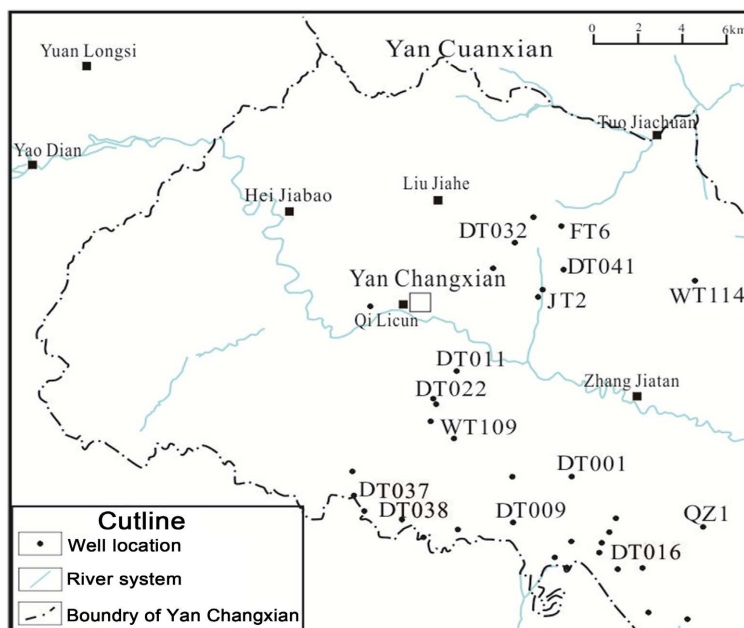 Yan Cuanxian
0 2 4 6km
Yuan Longsi
Tuo Jiachuan
Yao Dian
Hei Jiabao
Liu Jiahe
DT032
FT6
DT041
Yan Changxian
WT114
JT2
Qi Licun
DT011
Zhang Jiatan
DT022
WT109
DT001
DT037
DT038
DT009
QZ1
DT016
Cutline
Well location
River system
Boundry of Yan Changxian